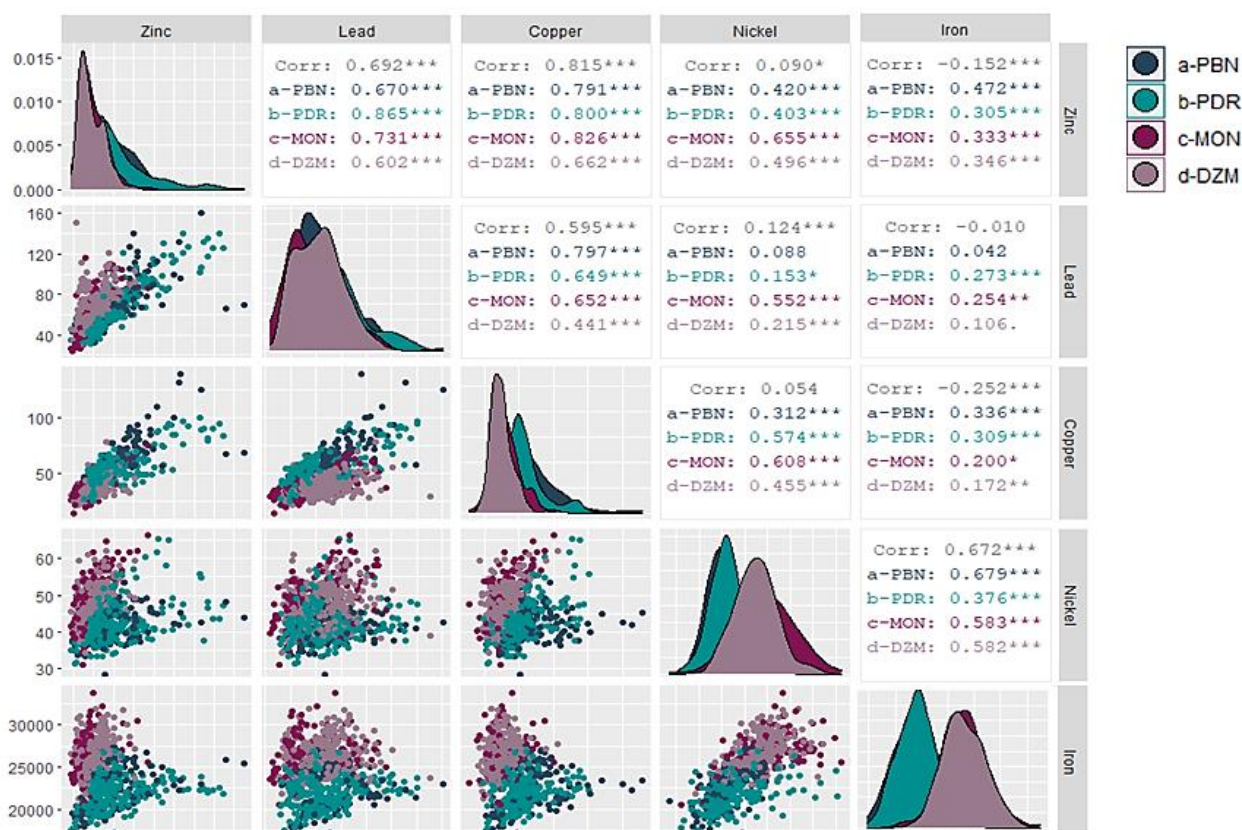 Zinc Lead Copper Nickel Iron
0.015
0.010
0.005
0.000
Corr: 0.692***
a-PBN: 0.670***
b-PDR: 0.865***
c-MON: 0.731***
d-DZM: 0.602***
Corr: 0.815***
a-PBN: 0.791***
b-PDR: 0.800***
c-MON: 0.826***
d-DZM: 0.662***
Corr: 0.090*
a-PBN: 0.420***
b-PDR: 0.403***
c-MON: 0.655***
d-DZM: 0.496***
Corr: -0.152***
a-PBN: 0.472***
b-PDR: 0.305***
c-MON: 0.333***
d-DZM: 0.346***
Zinc
a-PBN
b-PDR
c-MON
d-DZM
160
120
80
40
Corr: 0.595***
a-PBN: 0.797***
b-PDR: 0.649***
c-MON: 0.652***
d-DZM: 0.441***
Corr: 0.124***
a-PBN: 0.088
b-PDR: 0.153*
c-MON: 0.552***
d-DZM: 0.215***
Corr: -0.010
a-PBN: 0.042
b-PDR: 0.273***
c-MON: 0.254**
d-DZM: 0.106.
Lead
100
50
Corr: 0.054
a-PBN: 0.312***
b-PDR: 0.574***
c-MON: 0.608***
d-DZM: 0.455***
Corr: -0.252***
a-PBN: 0.336***
b-PDR: 0.309***
c-MON: 0.200*
d-DZM: 0.172**
Copper
60
50
40
30
Corr: 0.672***
a-PBN: 0.679***
b-PDR: 0.376***
c-MON: 0.583***
d-DZM: 0.582***
Nickel
30000
25000
20000
Iron